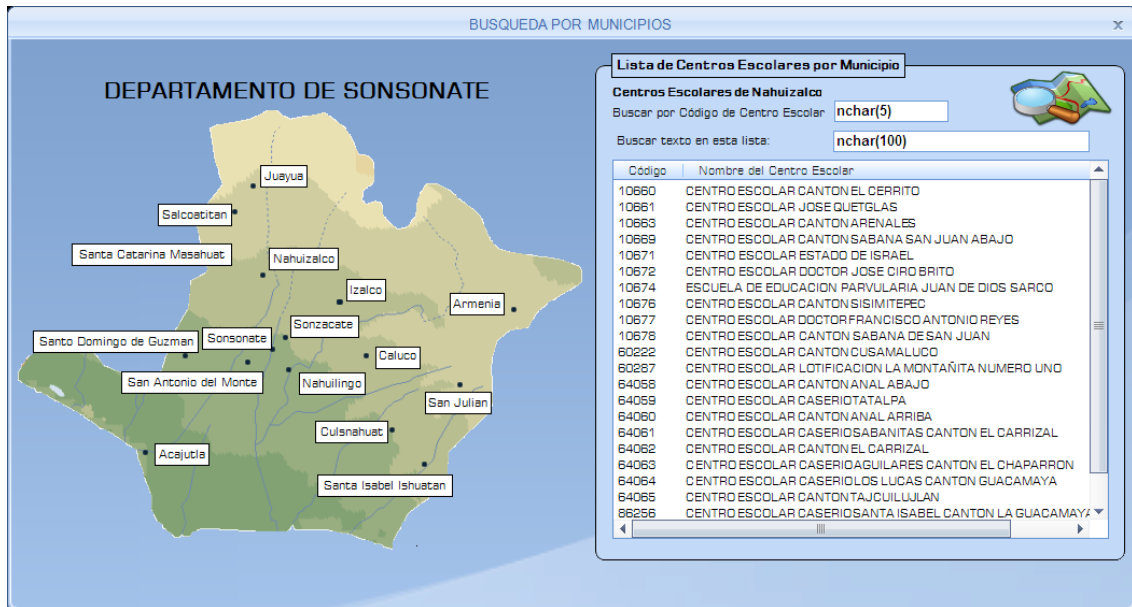 BUSQUEDA POR MUNICIPIOS
x
DEPARTAMENTO DE SONSONATE
Juayua
Salcoatitan
Santa Catarina Masahuat
Nahuizalco
Izalco
Armenia
Sonzacate
Sonsonate
Santo Domingo de Guzman
Caluco
San Antonio del Monte
Nahuilingo
San Julian
Culsnahuat
Acajutla
Santa Isabel Ishuatan
Lista de Centros Escolares por Municipio
Centros Escolares de Nahuizalco
Buscar por Código de Centro Escolar nchar(5)
Buscar texto en esta lista: nchar(100)
Código Nombre del Centro Escolar
10660 CENTRO ESCOLAR CANTON EL CERRITO
10661 CENTRO ESCOLAR JOSE QUETGLAS
10663 CENTRO ESCOLAR CANTON ARENALES
10669 CENTRO ESCOLAR CANTON SABANA SAN JUAN ABAJO
10671 CENTRO ESCOLAR ESTADO DE ISRAEL
10672 CENTRO ESCOLAR DOCTOR JOSE CIRO BRITO
10674 ESCUELA DE EDUCACION PARVULARIA JUAN DE DIOS SARCO
10676 CENTRO ESCOLAR CANTON SISIMITEPEC
10677 CENTRO ESCOLAR DOCTOR FRANCISCO ANTONIO REYES
10678 CENTRO ESCOLAR CANTON SABANA DE SAN JUAN
60222 CENTRO ESCOLAR CANTON CUSAMALUCO
60287 CENTRO ESCOLAR LOTIFICACION LA MONTAÑITA NUMERO UNO
64058 CENTRO ESCOLAR CANTON ANAL ABAJO
64059 CENTRO ESCOLAR CASERIO TATALPA
64060 CENTRO ESCOLAR CANTON ANAL ARRIBA
64061 CENTRO ESCOLAR CASERIO SABANITAS CANTON EL CARRIZAL
64062 CENTRO ESCOLAR CANTON EL CARRIZAL
64063 CENTRO ESCOLAR CASERIO AGUILARES CANTON EL CHAPARRON
64064 CENTRO ESCOLAR CASERIO LOS LUCAS CANTON GUACAMAYA
64065 CENTRO ESCOLAR CANTON TAJCUILUJLAN
86256 CENTRO ESCOLAR CASERIO SANTA ISABEL CANTON LA GUACAMAYA